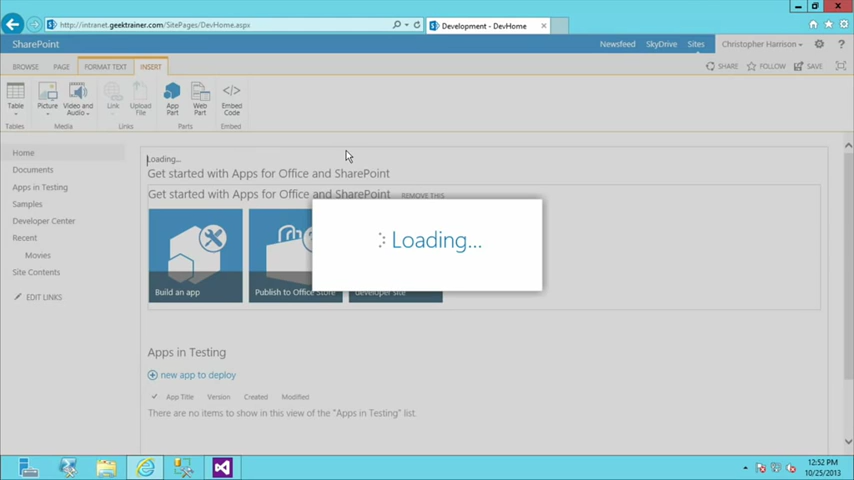 http://intranet.geektrainer.com/SitePages/DevHome.aspx
Development - DevHome
SharePoint
Newsfeed SkyDrive Sites Christopher Harrison
BROWSE PAGE FORMAT TEXT INSERT
SHARE FOLLOW SAVE
Table Picture Video and Audio Link Upload File App Part Web Part Embed Code
Tables Media Links Parts Embed
Home
Documents
Apps in Testing
Samples
Developer Center
Recent
Movies
Site Contents
EDIT LINKS
Loading...
Get started with Apps for Office and SharePoint
Get started with Apps for Office and SharePoint REMOVE THIS
Loading...
Build an app
Publish to Office Store
developer site
Apps in Testing
new app to deploy
App Title Version Created Modified
There are no items to show in this view of the "Apps in Testing" list
12:52 PM
10/25/2013